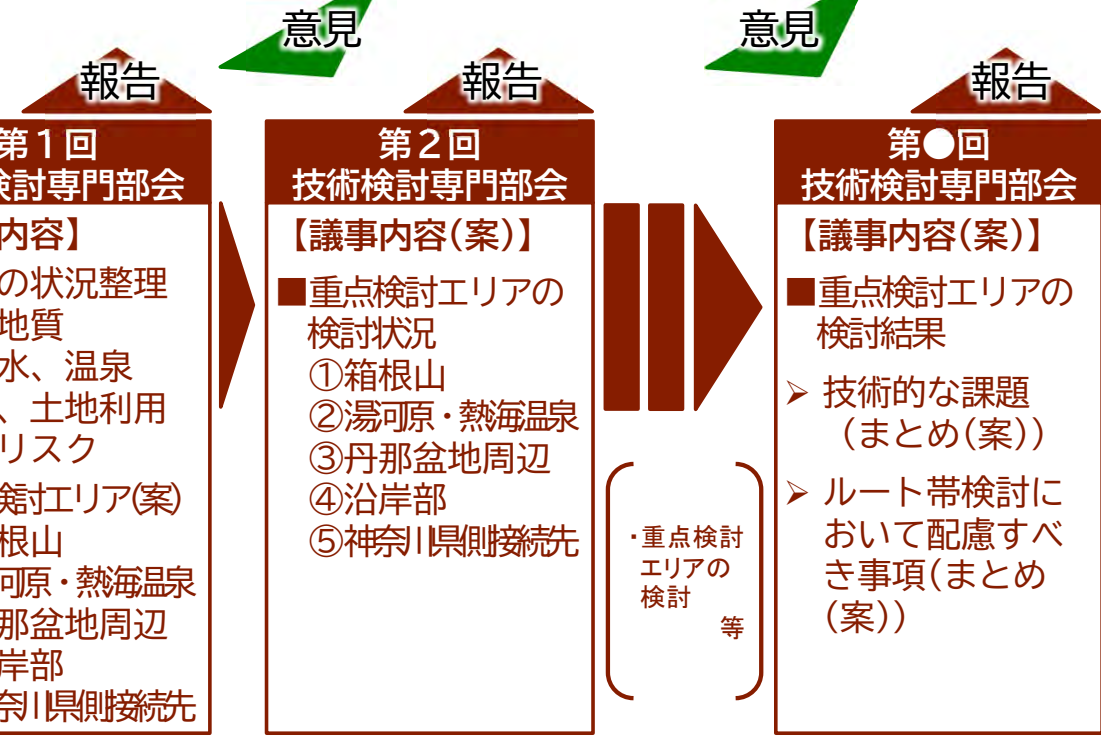 意見
意見
報告
報告
報告
第１回
検討専門部会
内容】
の状況整理
地質
水、温泉
、土地利用
リスク
検討エリア(案)
根山
河原・熱海温泉
那盆地周辺
岸部
奈川県側接続先
第２回
技術検討専門部会
【議事内容(案)】
■重点検討エリアの
検討状況
①箱根山
②湯河原・熱海温泉
③丹那盆地周辺
④沿岸部
⑤神奈川県側接続先
・重点検討
エリアの
検討
等
第●回
技術検討専門部会
【議事内容(案)】
■重点検討エリアの
検討結果
➢ 技術的な課題
（まとめ(案)）
➢ ルート帯検討に
おいて配慮すべ
き事項(まとめ
(案))